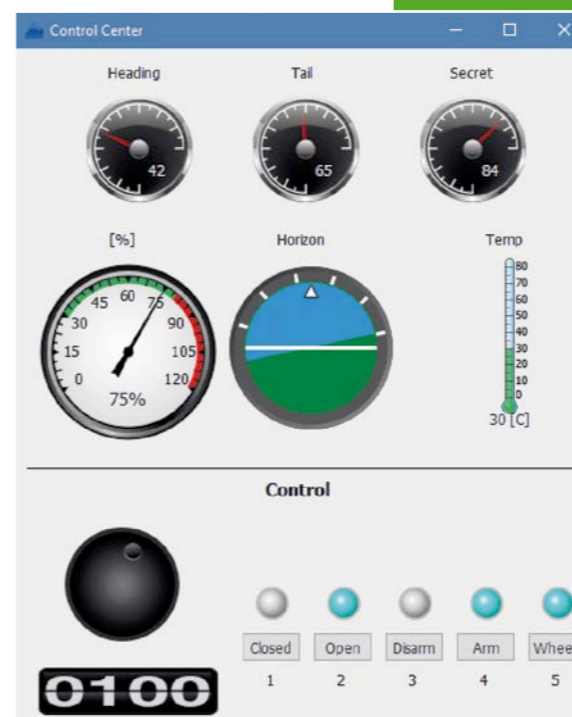 Control Center
Heading Tail Secret
42 65 84
[%] Horizon Temp
45 60 75
30 90
15 105
0 120
75%
80
70
60
50
40
30
20
10
0
30 [C]
Control
Closed Open Disarm Arm Whee
1 2 3 4 5
0100